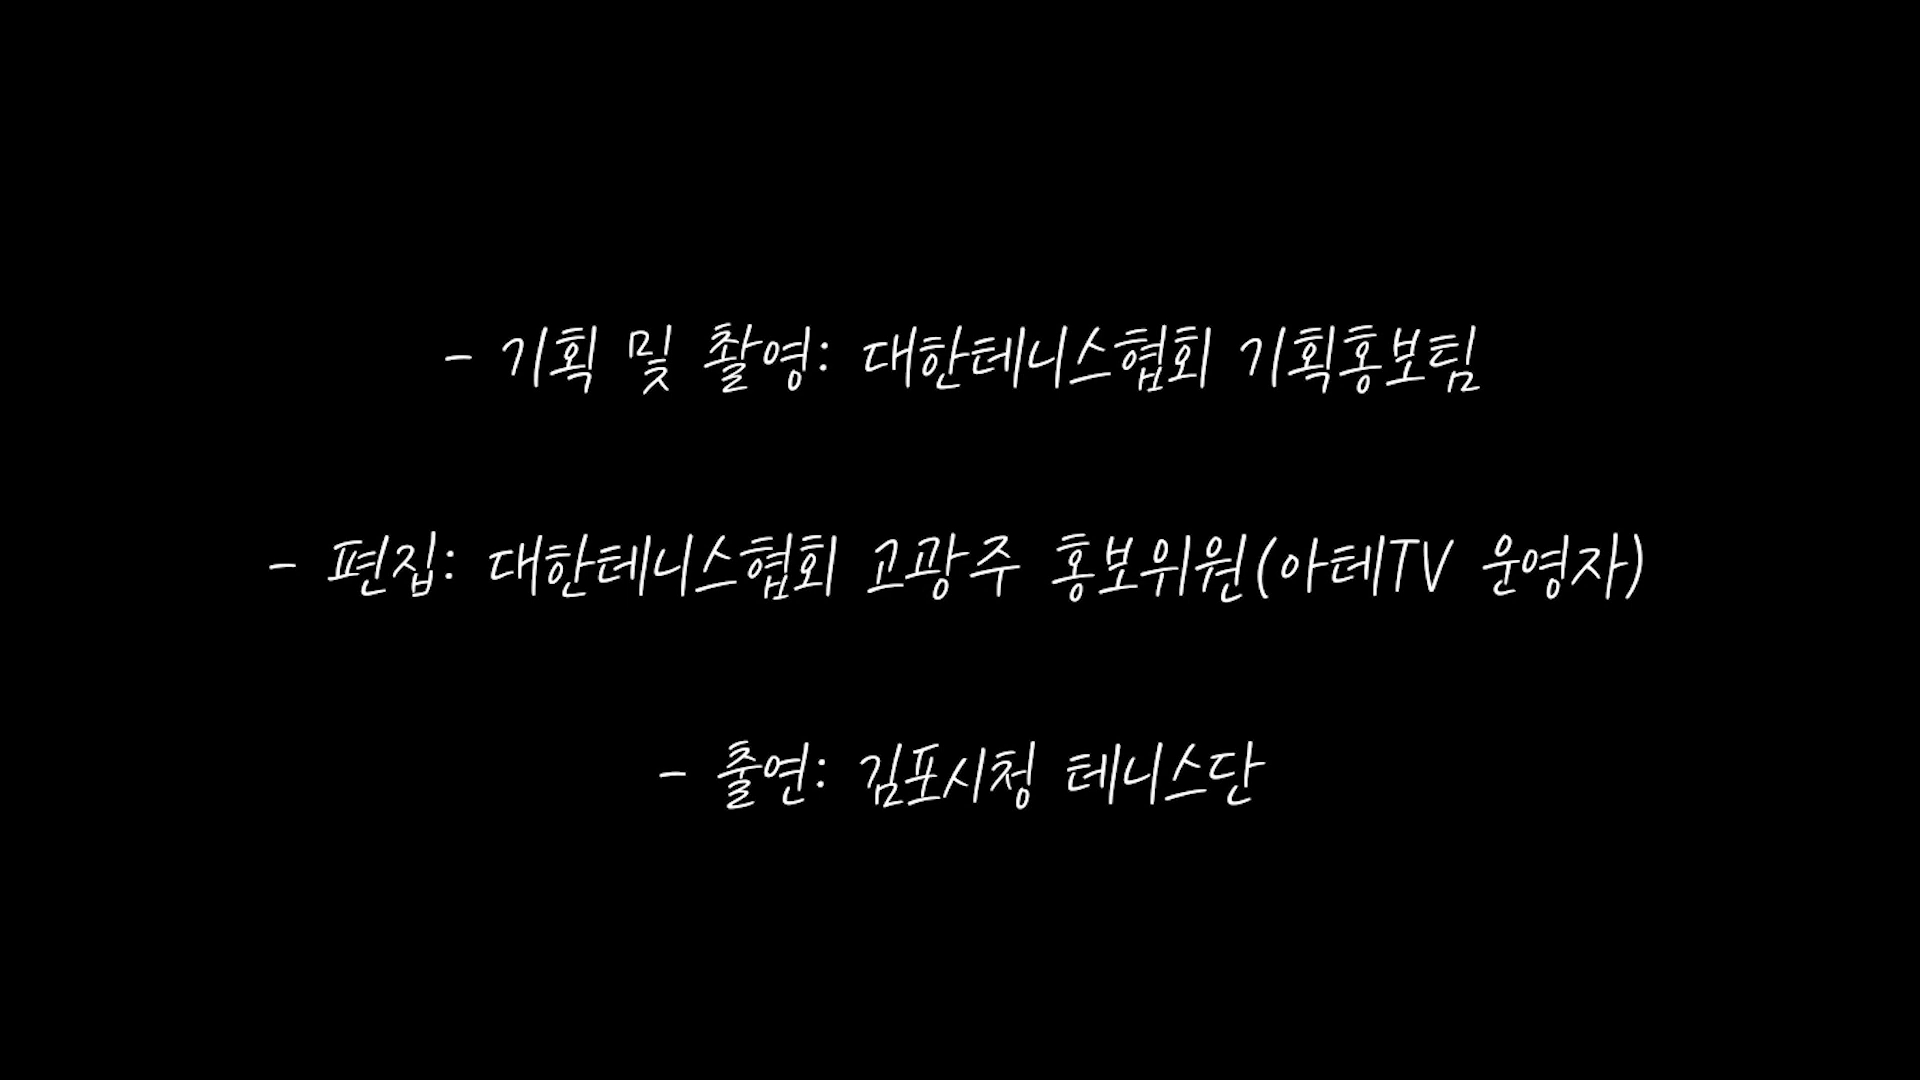 - 기획 및 촬영: 대한테니스협회 기획홍보팀
- 편집: 대한테니스협회 고광주 홍보위원(아테TV 운영자)
- 출연: 김포시청 테니스단